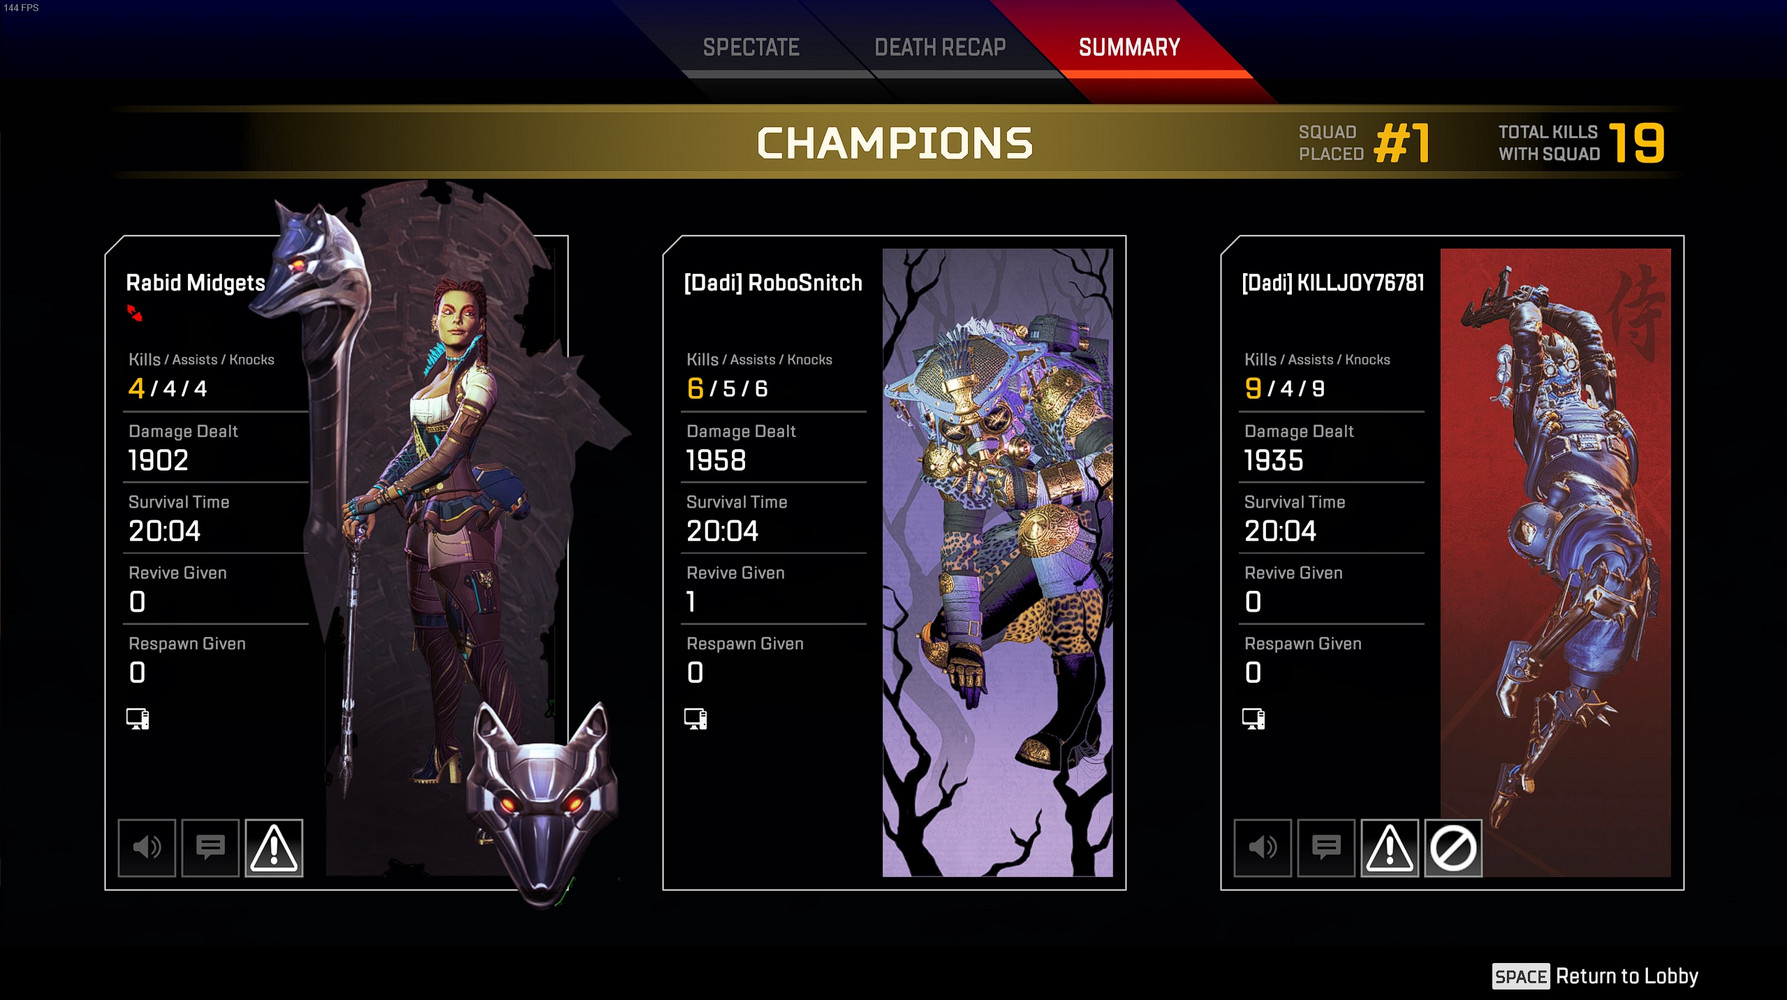 144 FPS
SPECTATE
DEATH RECAP
SUMMARY
CHAMPIONS
SQUAD
PLACED
#1
TOTAL KILLS
WITH SQUAD
19
Rabid Midgets
Kills / Assists / Knocks
4 / 4 / 4
Damage Dealt
1902
Survival Time
20:04
Revive Given
0
Respawn Given
0
[Dadi] RoboSnitch
Kills / Assists / Knocks
6 / 5 / 6
Damage Dealt
1958
Survival Time
20:04
Revive Given
1
Respawn Given
0
[Dadi] KILLJOY76781
侍
Kills / Assists / Knocks
9 / 4 / 9
Damage Dealt
1935
Survival Time
20:04
Revive Given
0
Respawn Given
0
SPACE Return to Lobby